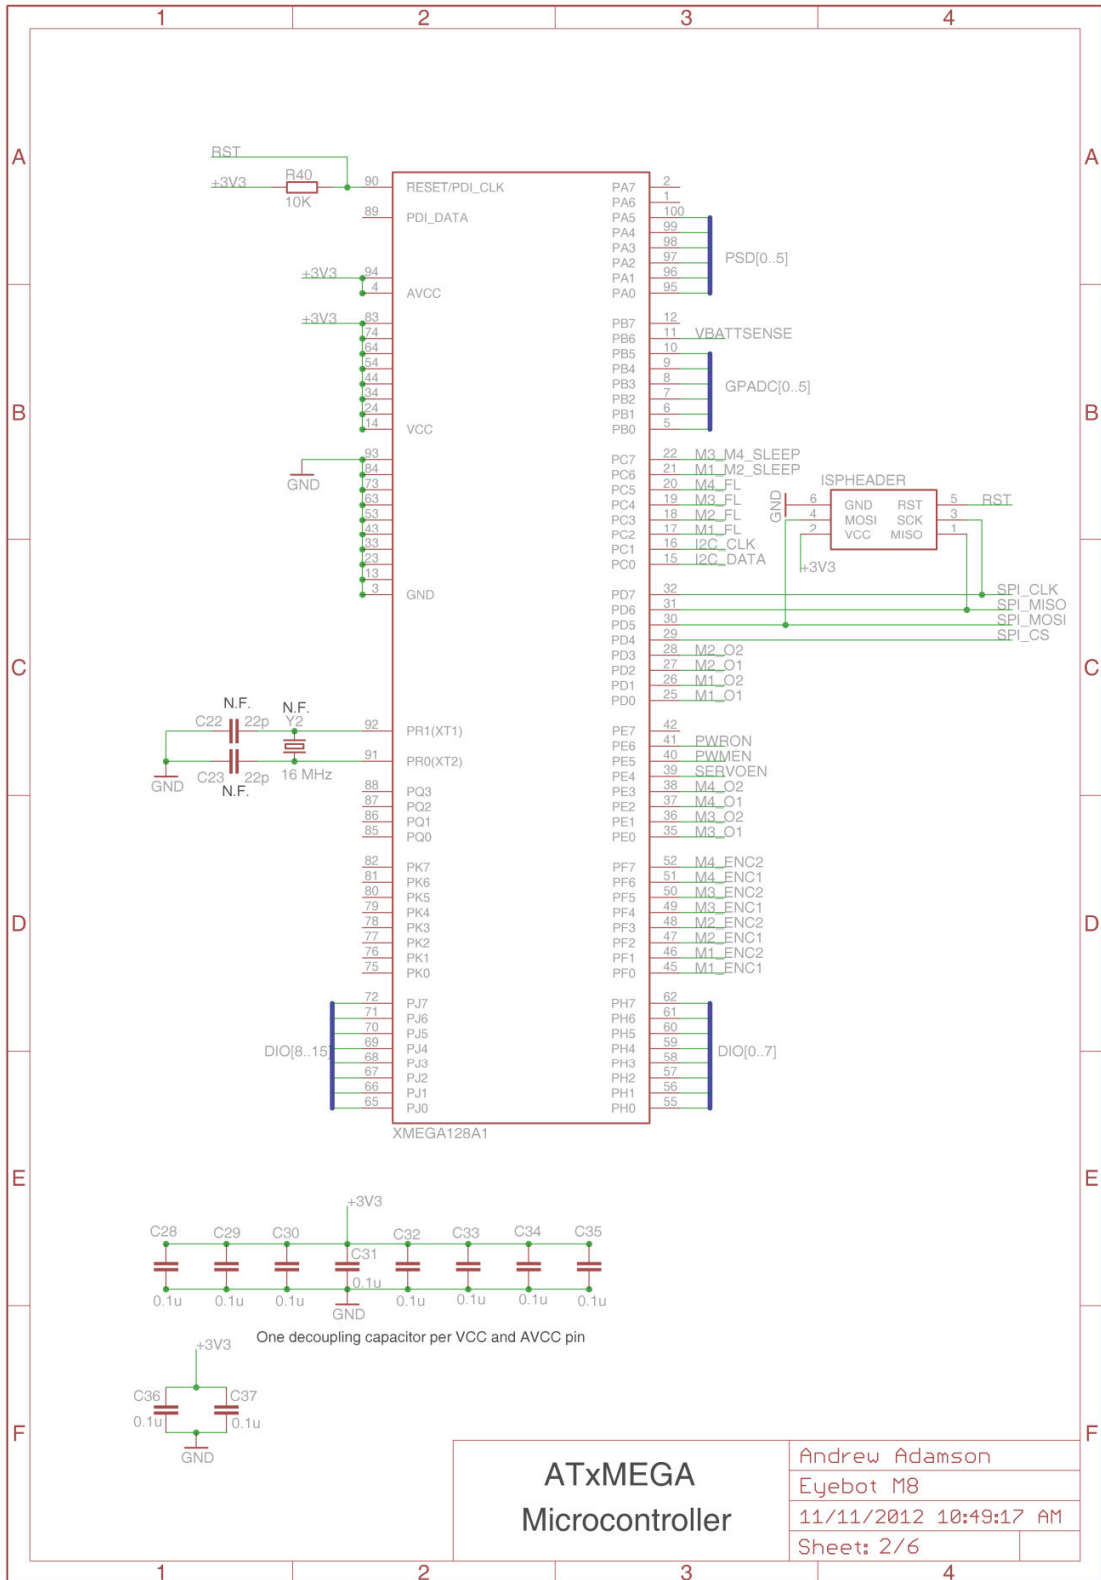 1 2 3 4
A A
RST
+3V3 R40 90 RESET/PDI_CLK PA7 2
10K PA6 1
89 PDI_DATA PA5 100
PA4 99
PA3 98
PA2 97 PSD[0..5]
+3V3 94 PA1 96
4 AVCC PA0 95
+3V3 83 PB7 12
74 PB6 11 VBATTSENSE
64 PB5 10
54 PB4 9
44 PB3 8 GPADC[0..5]
34 PB2 7
B 24 PB1 6 B
14 VCC PB0 5
93 PC7 22 M3_M4_SLEEP
84 PC6 21 M1_M2_SLEEP
GND 73 PC5 20 M4_FL
63 PC4 19 M3_FL
53 PC3 18 M2_FL
43 PC2 17 M1_FL
33 PC1 16 I2C_CLK
23 PC0 15 I2C_DATA
ISPHEADER
GND 6 GND RST 5 RST
4 MOSI SCK 3
2 VCC MISO 1
+3V3
13
3 GND PD7 32 SPI_CLK
PD6 31 SPI_MISO
PD5 30 SPI_MOSI
PD4 29 SPI_CS
PD3 28 M2_O2
C PD2 27 M2_O1 C
PD1 26 M1_O2
PD0 25 M1_O1
N.F. N.F.
C22 22p Y2 92 PR1(XT1) PE7 42
PE6 41 PWRON
91 PR0(XT2) PE5 40 PWMEN
GND C23 22p 16 MHz PE4 39 SERVOEN
N.F. 88 PQ3 PE3 38 M4_O2
87 PQ2 PE2 37 M4_O1
86 PQ1 PE1 36 M3_O2
85 PQ0 PE0 35 M3_O1
82 PK7 PF7 52 M4_ENC2
81 PK6 PF6 51 M4_ENC1
80 PK5 PF5 50 M3_ENC2
79 PK4 PF4 49 M3_ENC1
D 78 PK3 PF3 48 M2_ENC2 D
77 PK2 PF2 47 M2_ENC1
76 PK1 PF1 46 M1_ENC2
75 PK0 PF0 45 M1_ENC1
72 PJ7 PH7 62
71 PJ6 PH6 61
70 PJ5 PH5 60
DIO[8..15] 69 PJ4 PH4 59 DIO[0..7]
68 PJ3 PH3 58
67 PJ2 PH2 57
66 PJ1 PH1 56
65 PJ0 PH0 55
XMEGA128A1
E E
+3V3
C28 C29 C30 C31 C32 C33 C34 C35
0.1u 0.1u 0.1u 0.1u 0.1u 0.1u 0.1u 0.1u
GND
One decoupling capacitor per VCC and AVCC pin
+3V3
C36 C37
0.1u 0.1u
GND
F F
ATxMEGA
Microcontroller
Andrew Adamson
Eyebot M8
11/11/2012 10:49:17 AM
Sheet: 2/6
1 2 3 4